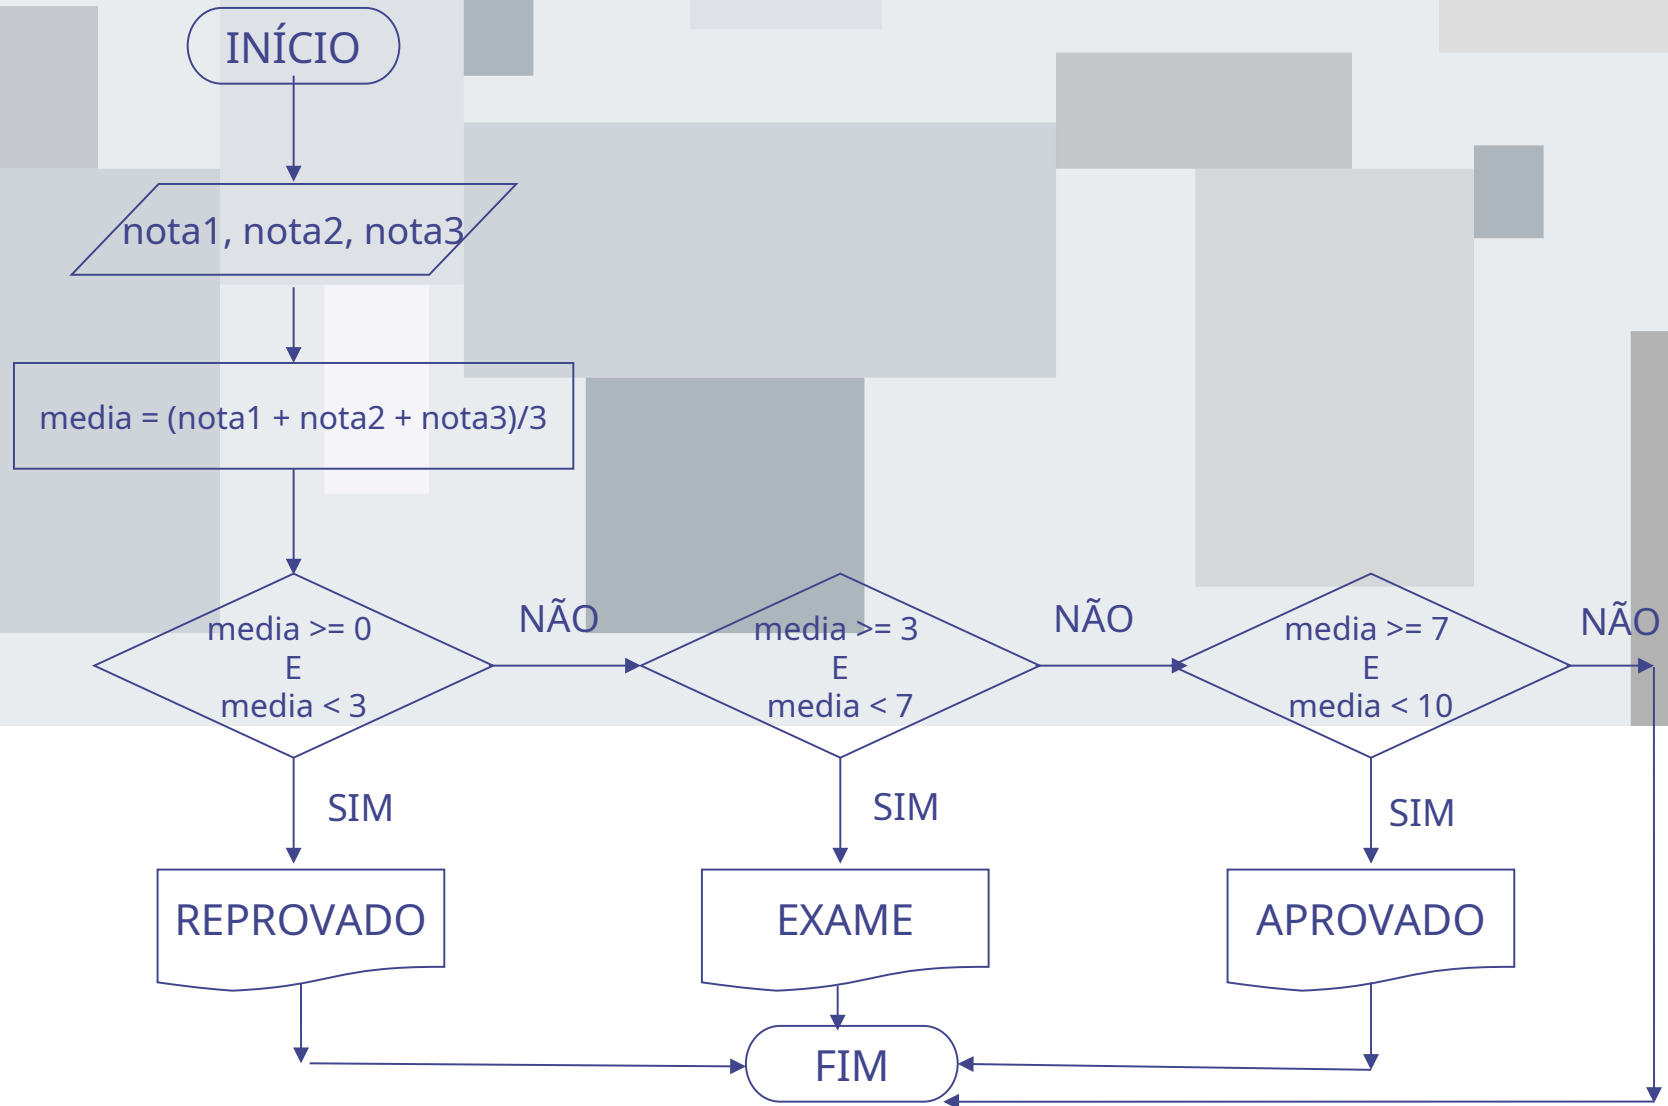 INÍCIO
nota1, nota2, nota3
media = (nota1 + nota2 + nota3)/3
media >= 0
E
media < 3
NÃO
media >= 3
E
media < 7
NÃO
media >= 7
E
media < 10
NÃO
SIM
SIM
SIM
REPROVADO
EXAME
APROVADO
FIM